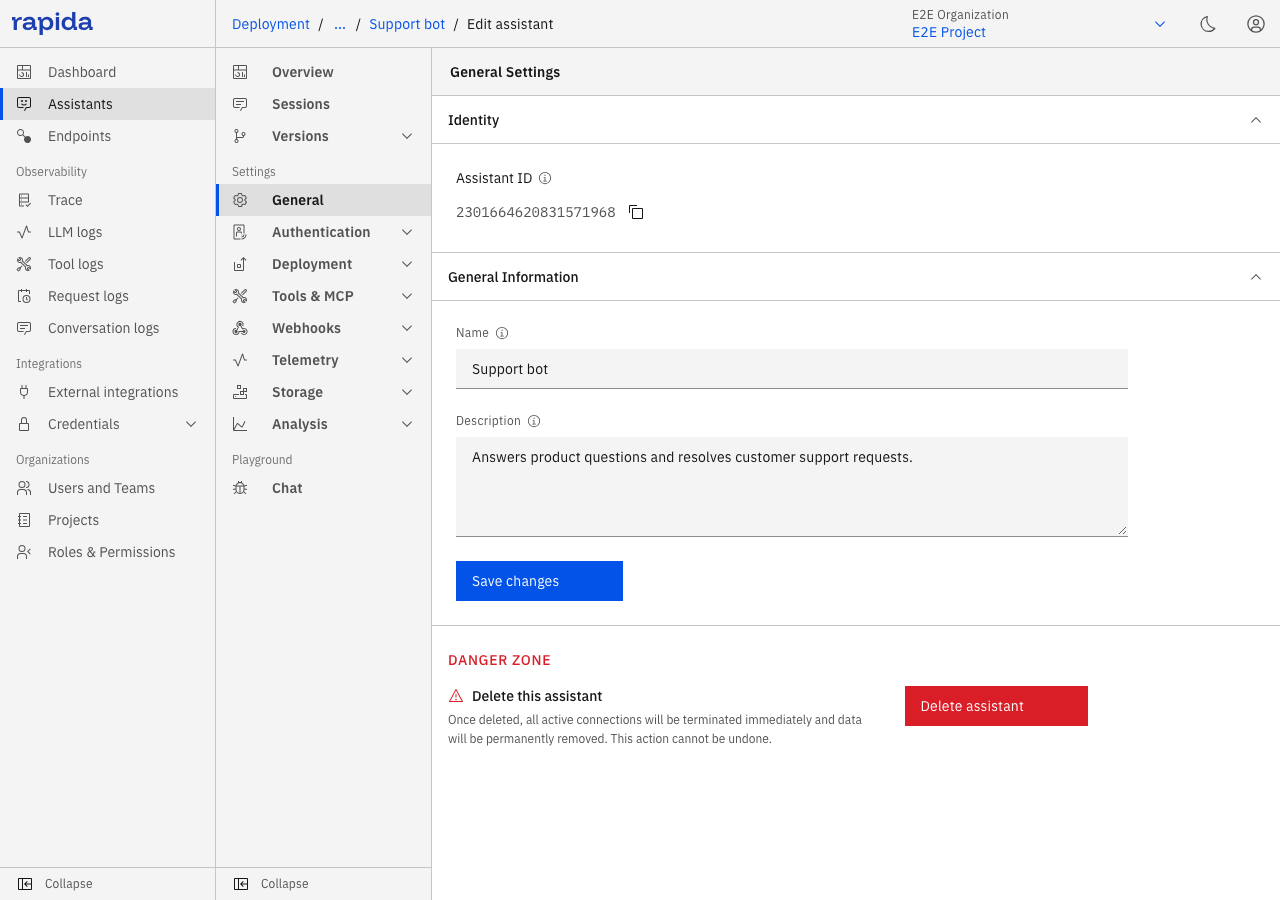 rapida
Deployment / ... / Support bot / Edit assistant
E2E Organization
E2E Project
Dashboard
Assistants
Endpoints
Observability
Trace
LLM logs
Tool logs
Request logs
Conversation logs
Integrations
External integrations
Credentials
Organizations
Users and Teams
Projects
Roles & Permissions
Collapse
Overview
Sessions
Versions
Settings
General
Authentication
Deployment
Tools & MCP
Webhooks
Telemetry
Storage
Analysis
Playground
Chat
Collapse
General Settings
Identity
Assistant ID
2301664620831571968
General Information
Name
Support bot
Description
Answers product questions and resolves customer support requests.
Save changes
DANGER ZONE
Delete this assistant
Once deleted, all active connections will be terminated immediately and data
will be permanently removed. This action cannot be undone.
Delete assistant